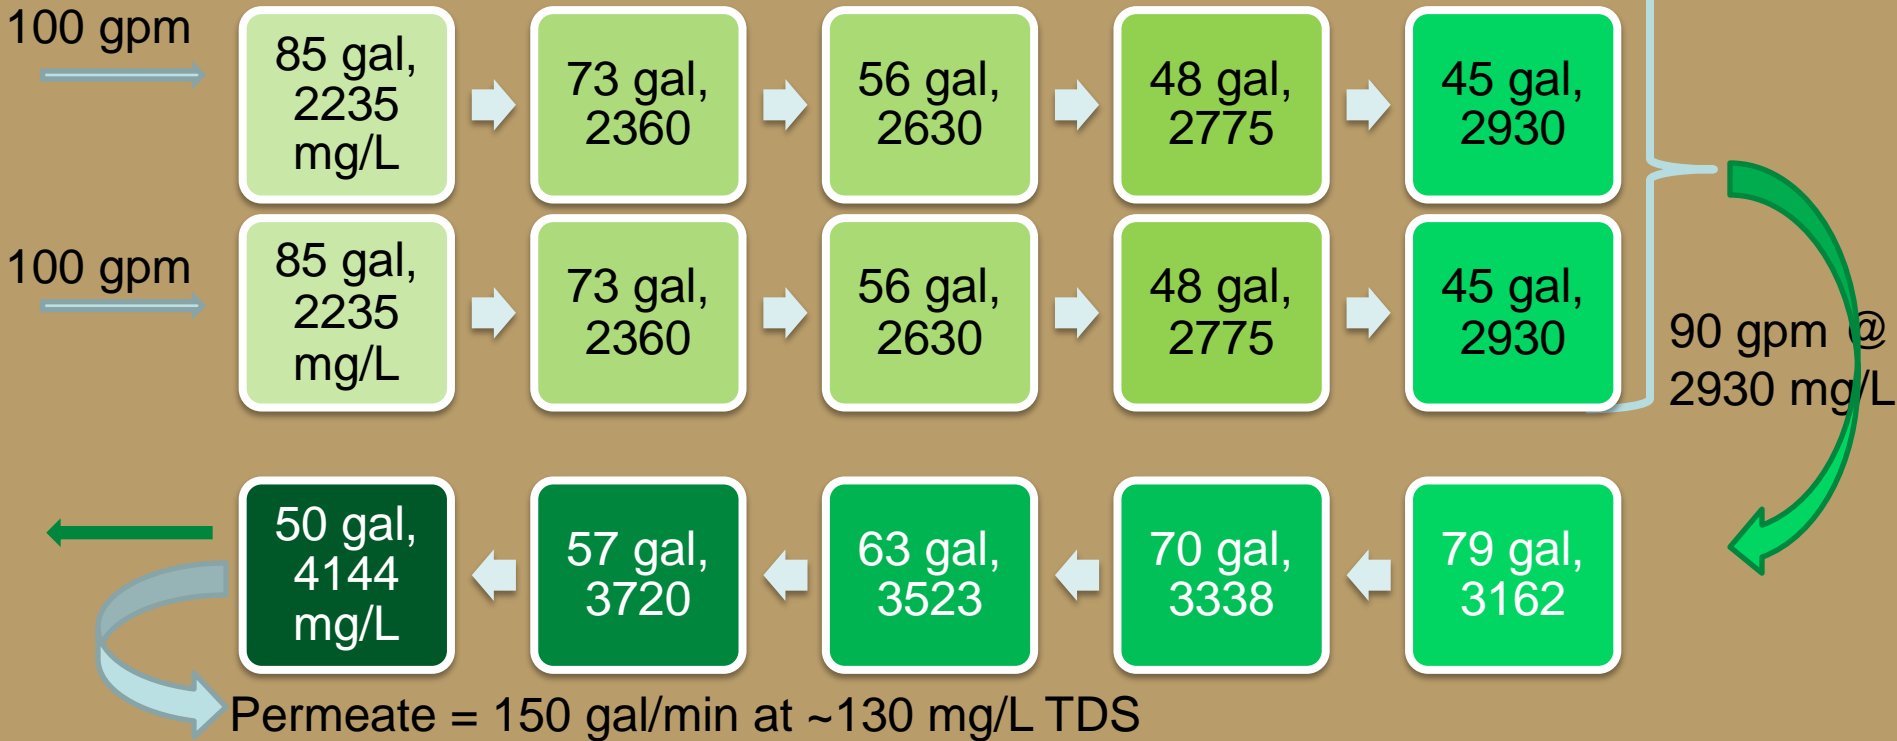 100 gpm
85 gal,
2235
mg/L
73 gal,
2360
56 gal,
2630
48 gal,
2775
45 gal,
2930
100 gpm
85 gal,
2235
mg/L
73 gal,
2360
56 gal,
2630
48 gal,
2775
45 gal,
2930
90 gpm @
2930 mg/L
50 gal,
4144
mg/L
57 gal,
3720
63 gal,
3523
70 gal,
3338
79 gal,
3162
Permeate = 150 gal/min at ~130 mg/L TDS